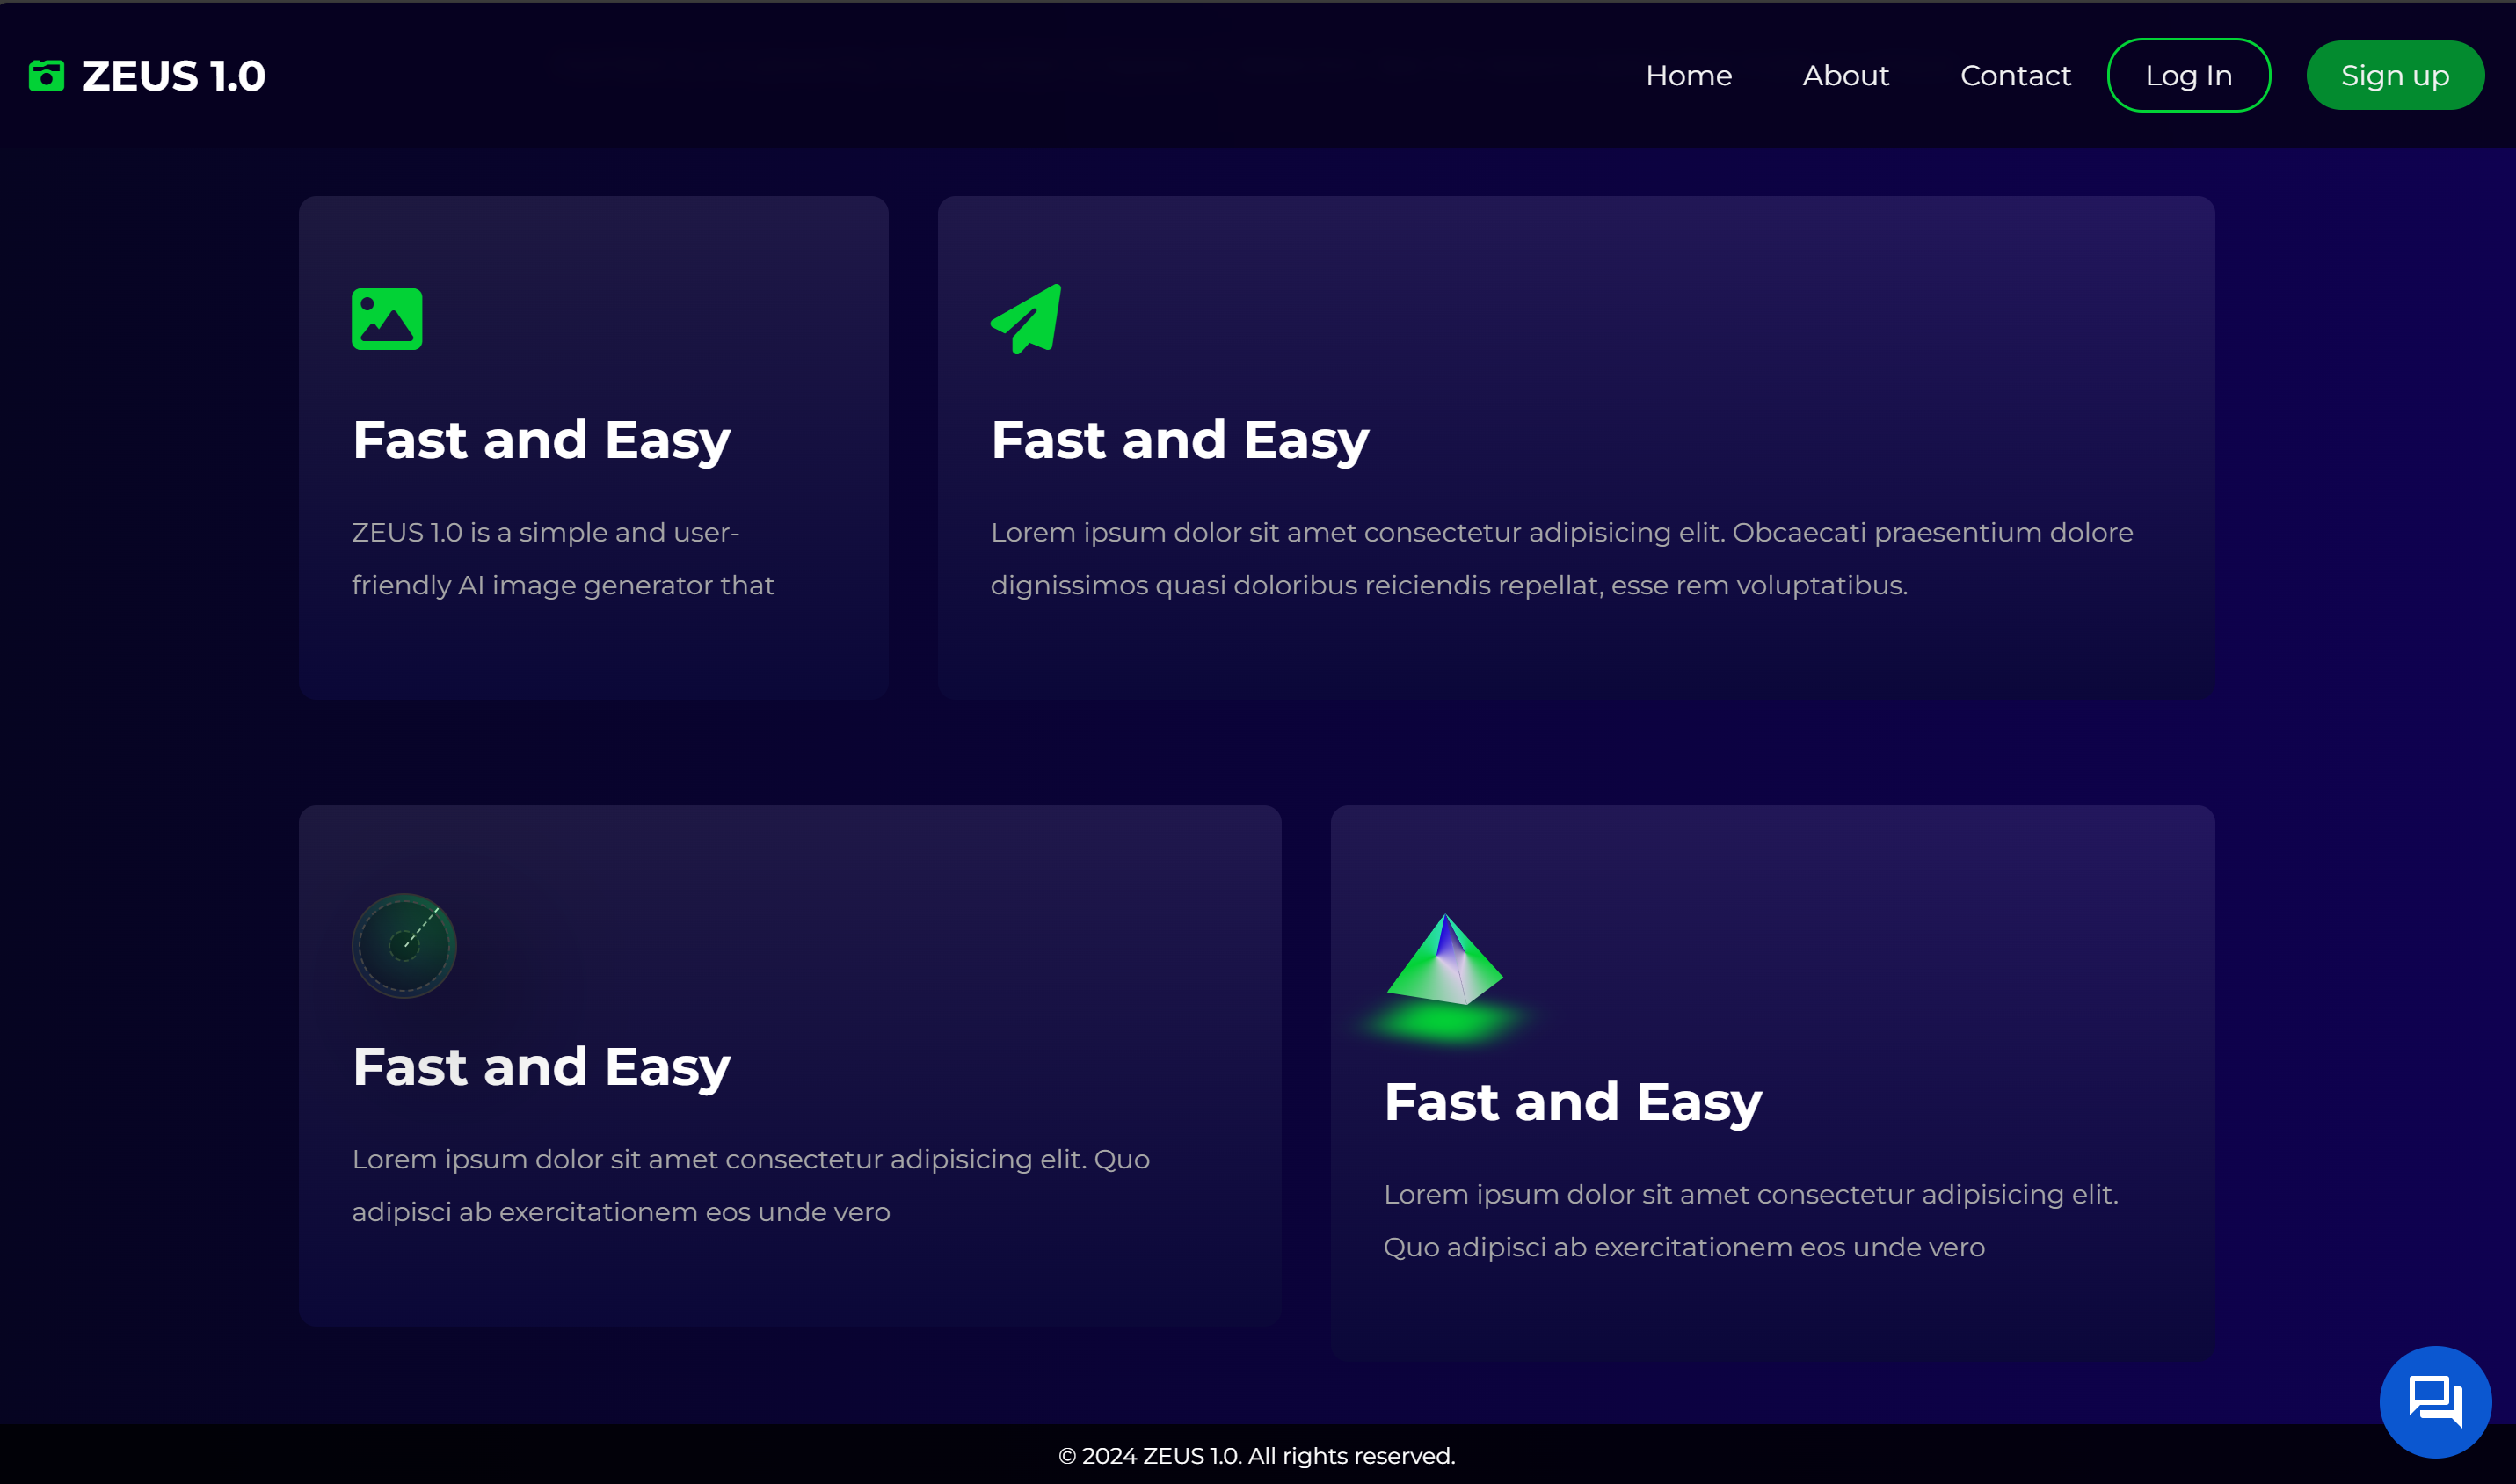 ZEUS 1.0
Home
About
Contact
Log In
Sign up
Fast and Easy
ZEUS 1.0 is a simple and user-
friendly AI image generator that
Fast and Easy
Lorem ipsum dolor sit amet consectetur adipisicing elit. Obcaecati praesentium dolore
dignissimos quasi doloribus reiciendis repellat, esse rem voluptatibus.
Fast and Easy
Lorem ipsum dolor sit amet consectetur adipisicing elit. Quo
adipisci ab exercitationem eos unde vero
Fast and Easy
Lorem ipsum dolor sit amet consectetur adipisicing elit.
Quo adipisci ab exercitationem eos unde vero
© 2024 ZEUS 1.0. All rights reserved.